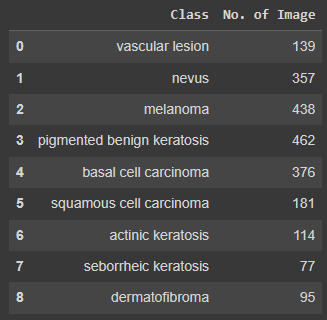 Class No. of Image
0 vascular lesion 139
1 nevus 357
2 melanoma 438
3 pigmented benign keratosis 462
4 basal cell carcinoma 376
5 squamous cell carcinoma 181
6 actinic keratosis 114
7 seborrheic keratosis 77
8 dermatofibroma 95